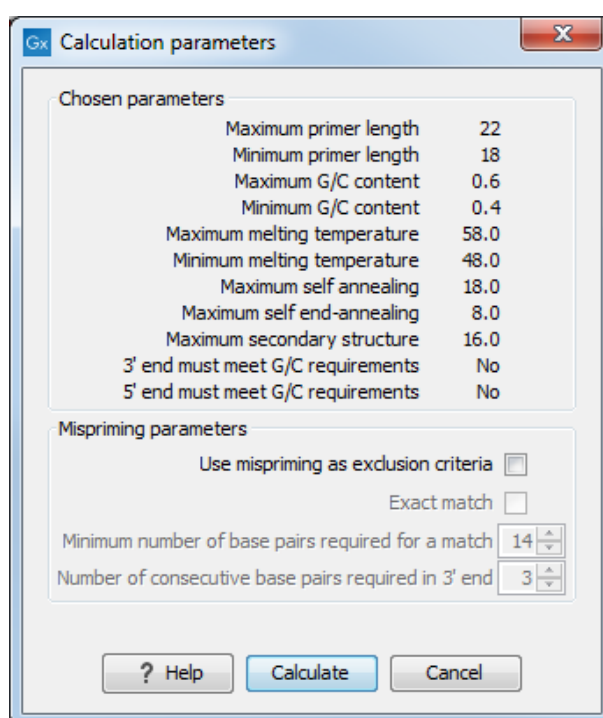 Gx Calculation parameters
Chosen parameters
Maximum primer length 22
Minimum primer length 18
Maximum G/C content 0.6
Minimum G/C content 0.4
Maximum melting temperature 58.0
Minimum melting temperature 48.0
Maximum self annealing 18.0
Maximum self end-annealing 8.0
Maximum secondary structure 16.0
3' end must meet G/C requirements No
5' end must meet G/C requirements No
Mispriming parameters
Use mispriming as exclusion criteria
Exact match
Minimum number of base pairs required for a match 14
Number of consecutive base pairs required in 3' end 3
? Help Calculate Cancel